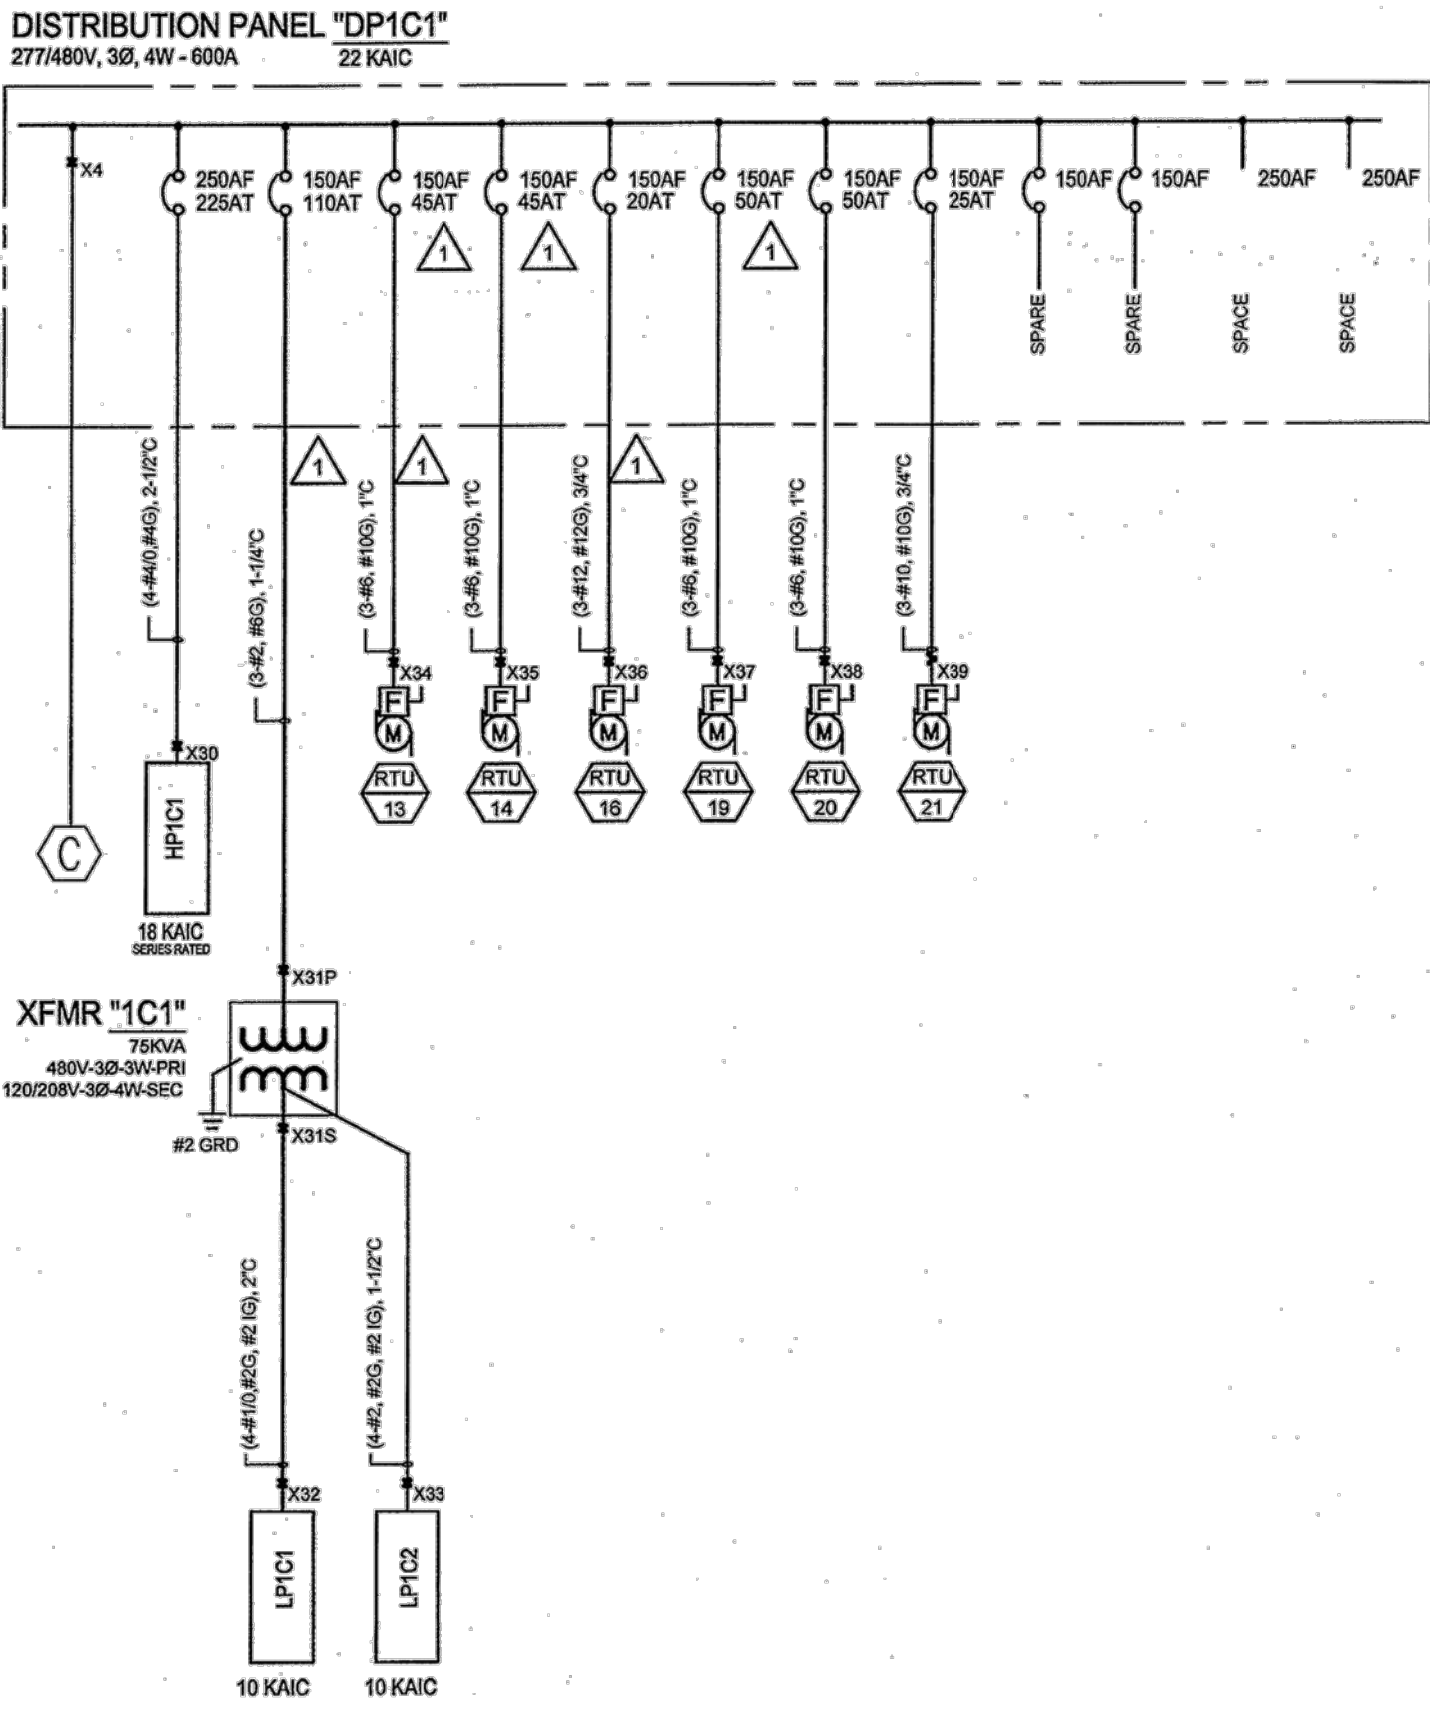 DISTRIBUTION PANEL "DP1C1"
277/480V, 3Ø, 4W - 600A
22 KAIC
X4
250AF
225AT
150AF
110AT
150AF
45AT
150AF
45AT
150AF
20AT
150AF
50AT
150AF
50AT
150AF
25AT
150AF
150AF
250AF
250AF
1
1
1
SPARE
SPARE
SPACE
SPACE
1
1
1
(4-#4/0,#4G), 2-1/2"C
(3-#2, #6G), 1-1/4"C
(3-#6, #10G), 1"C
(3-#6, #10G), 1"C
(3-#12, #12G), 3/4"C
(3-#6, #10G), 1"C
(3-#6, #10G), 1"C
(3-#10, #10G), 3/4"C
X34
X35
X36
X37
X38
X39
F
F
F
F
F
F
M
M
M
M
M
M
X30
RTU
13
RTU
14
RTU
16
RTU
19
RTU
20
RTU
21
C
HP1C1
18 KAIC
SERIES RATED
X31P
XFMR "1C1"
75KVA
480V-3Ø-3W-PRI
120/208V-3Ø-4W-SEC
#2 GRD
X31S
(4-#1/0,#2G, #2 IG), 2"C
(4-#2, #2G, #2 IG), 1-1/2"C
X32
X33
LP1C1
LP1C2
10 KAIC
10 KAIC